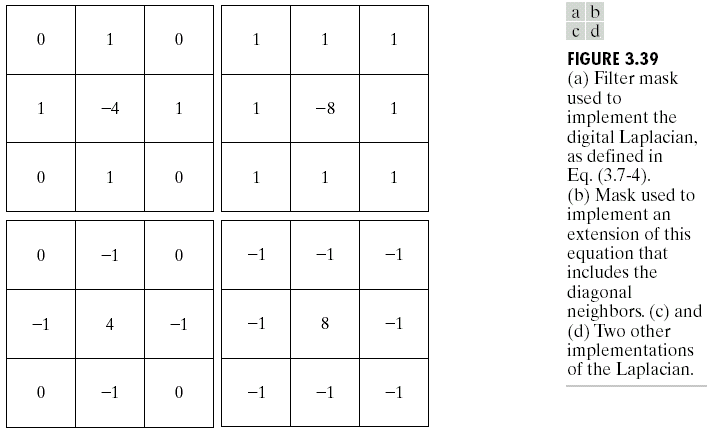 0 1 0
1 −4 1
0 1 0
1 1 1
1 −8 1
1 1 1
0 −1 0
−1 4 −1
0 −1 0
−1 −1 −1
−1 8 −1
−1 −1 −1
a b
c d
FIGURE 3.39
(a) Filter mask
used to
implement the
digital Laplacian,
as defined in
Eq. (3.7-4).
(b) Mask used to
implement an
extension of this
equation that
includes the
diagonal
neighbors. (c) and
(d) Two other
implementations
of the Laplacian.